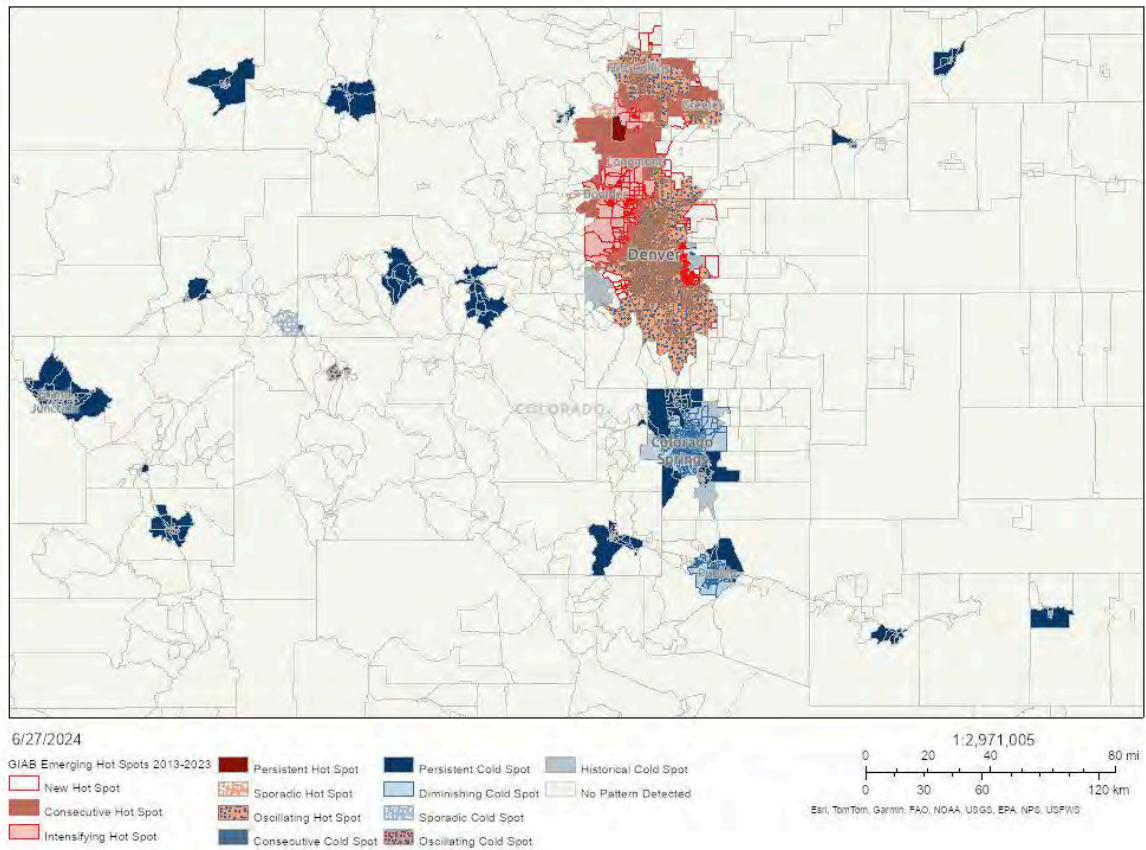 Fort Collins
Greeley
Longmont
Boulder
Denver
Grand
Junction
COLORADO
Colorado
Springs
Pueblo
6/27/2024
1:2,971,005
GIAB Emerging Hot Spots 2013-2023
New Hot Spot
Consecutive Hot Spot
Intensifying Hot Spot
Persistent Hot Spot
Sporadic Hot Spot
Oscillating Hot Spot
Consecutive Cold Spot
Persistent Cold Spot
Diminishing Cold Spot
Sporadic Cold Spot
Oscillating Cold Spot
Historical Cold Spot
No Pattern Detected
0 20 40 80 mi
0 30 60 120 km
Esri, TomTom, Garmin, FAO, NOAA, USGS, EPA, NPS, USFWS